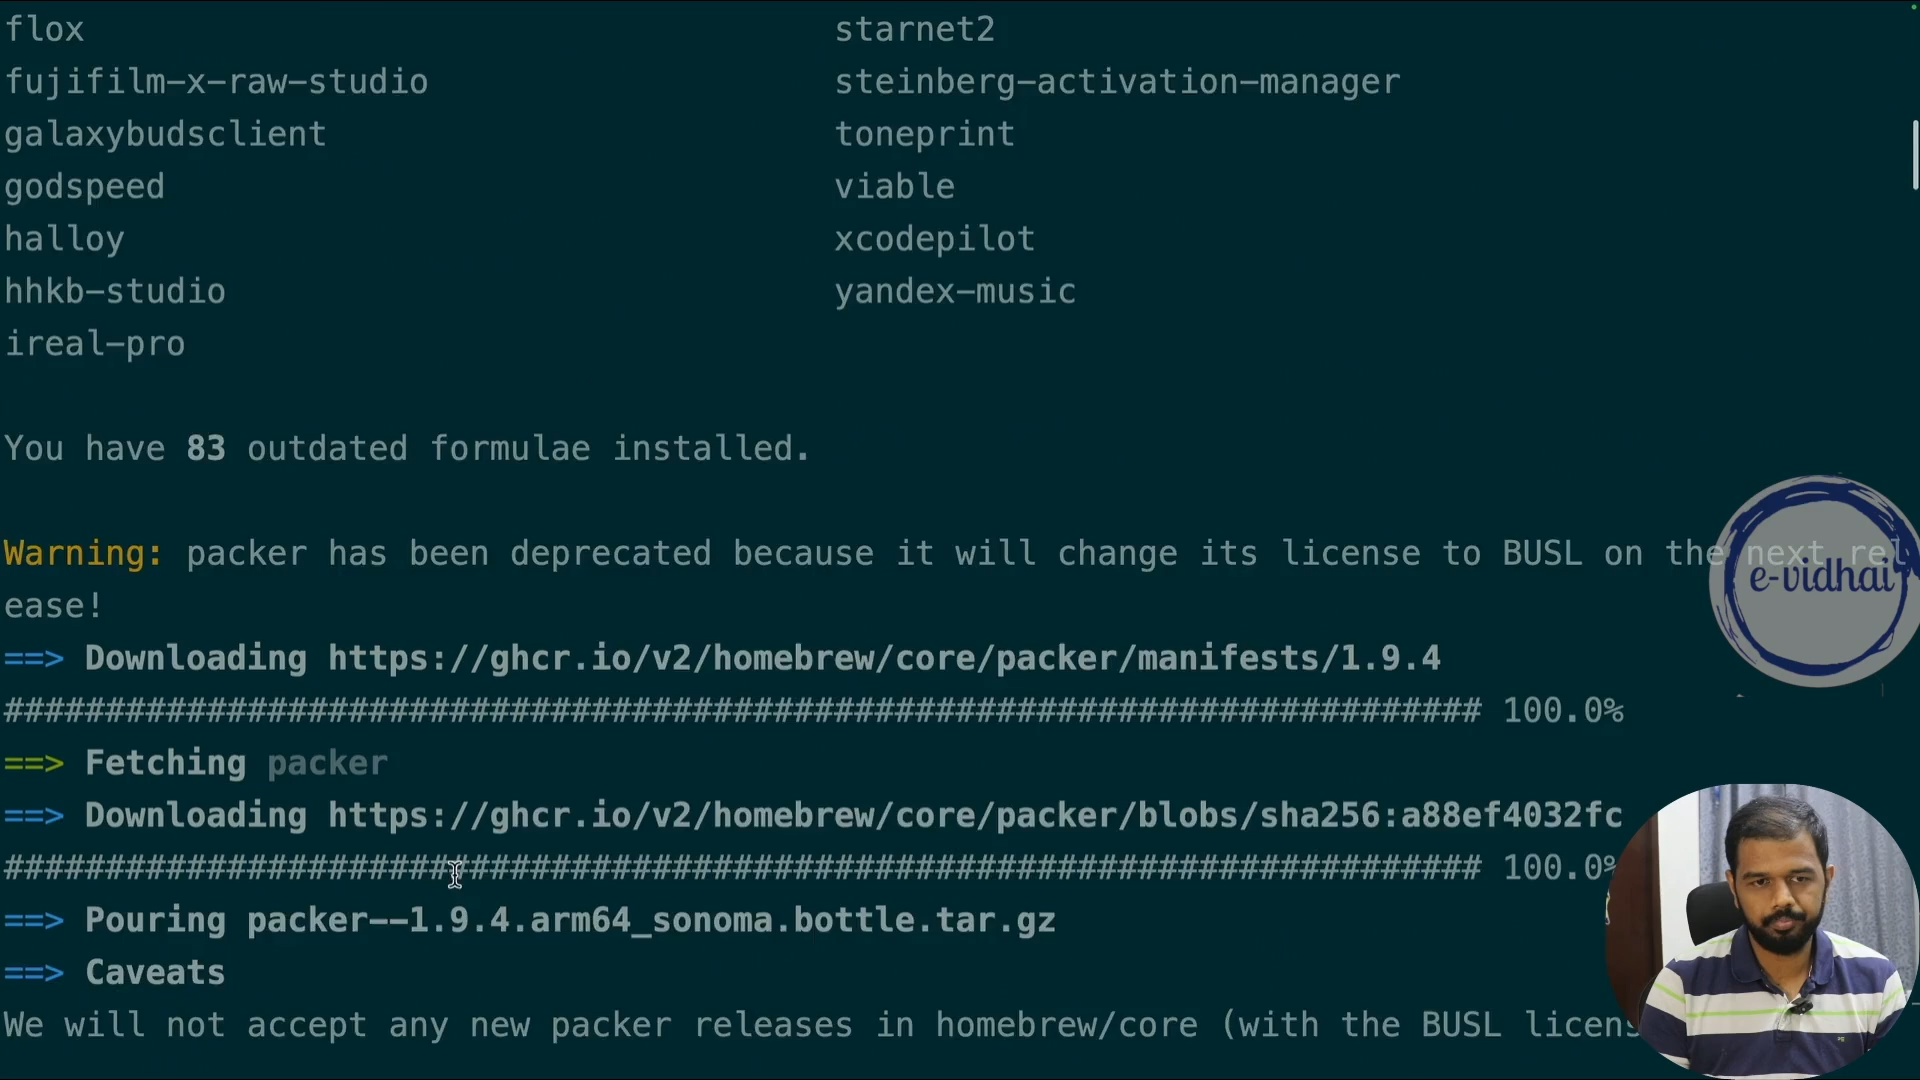 flox starnet2
fujifilm-x-raw-studio steinberg-activation-manager
galaxybudsclient toneprint
godspeed viable
halloy xcodepilot
hhkb-studio yandex-music
ireal-pro
You have 83 outdated formulae installed.
Warning: packer has been deprecated because it will change its license to BUSL on the next rel
ease!
e-vidhai
==> Downloading https://ghcr.io/v2/homebrew/core/packer/manifests/1.9.4
######################################################################### 100.0%
==> Fetching packer
==> Downloading https://ghcr.io/v2/homebrew/core/packer/blobs/sha256:a88ef4032fc
######################################################################### 100.0%
==> Pouring packer--1.9.4.arm64_sonoma.bottle.tar.gz
==> Caveats
We will not accept any new packer releases in homebrew/core (with the BUSL licens